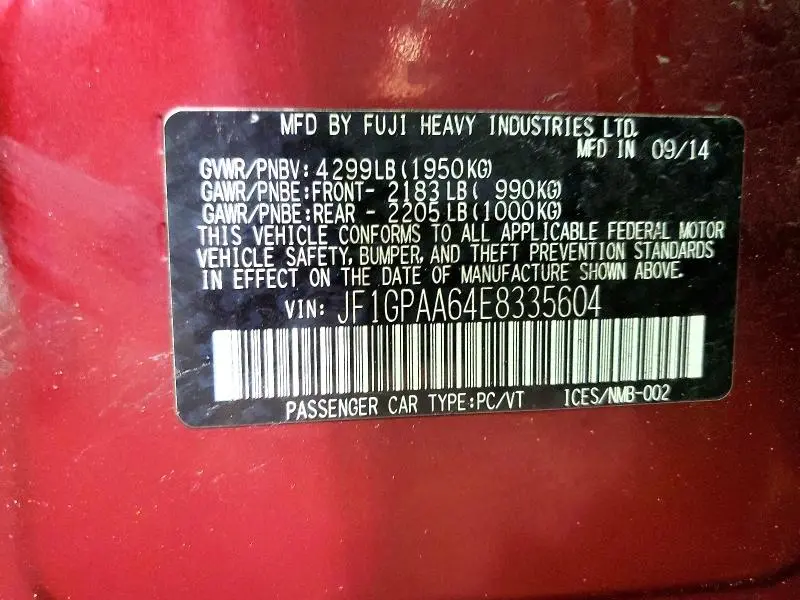 MFD BY FUJI HEAVY INDUSTRIES LTD.
MFD IN 09/14
GVWR/PNBV: 4299LB (1950KG)
GAWR/PNBE:FRONT- 2183 LB ( 990KG)
GAWR/PNBE:REAR - 2205 LB (1000KG)
THIS VEHICLE CONFORMS TO ALL APPLICABLE FEDERAL MOTOR
VEHICLE SAFETY, BUMPER, AND THEFT PREVENTION STANDARDS
IN EFFECT ON THE DATE OF MANUFACTURE SHOWN ABOVE.
VIN: JF1GPAA64E8335604
PASSENGER CAR TYPE:PC/VT ICES/NMB-002